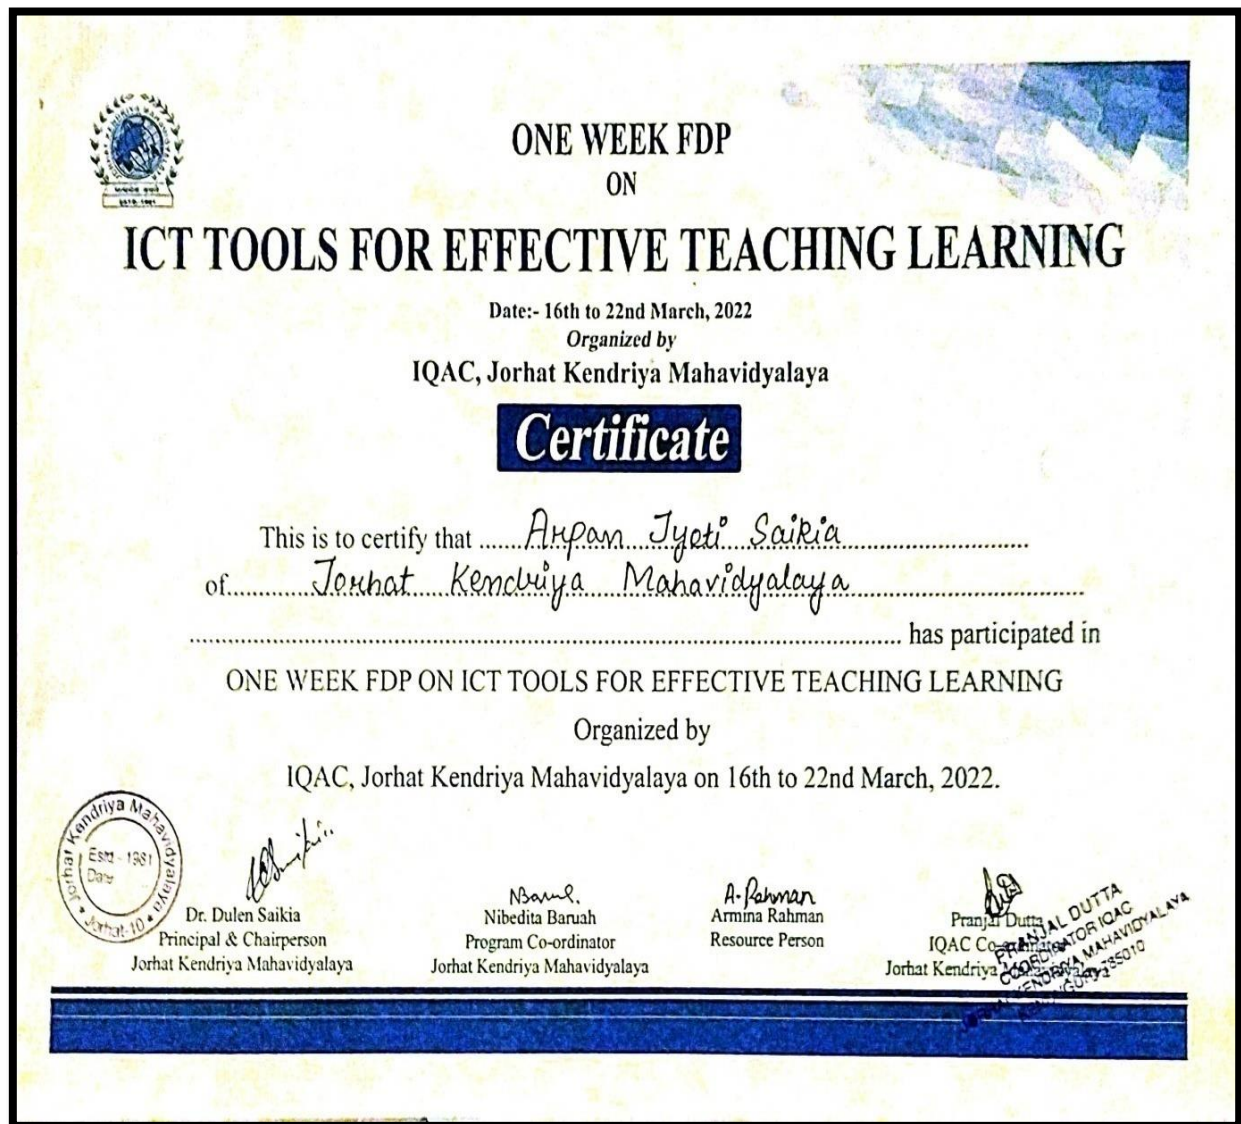 ONE WEEK FDP
ON
ICT TOOLS FOR EFFECTIVE TEACHING LEARNING
Date:- 16th to 22nd March, 2022
Organized by
IQAC, Jorhat Kendriya Mahavidyalaya
Certificate
This is to certify that ...... Arpan Jyoti Saikia
of ...... Jorhat Kendriya Mahavidyalaya
...... has participated in
ONE WEEK FDP ON ICT TOOLS FOR EFFECTIVE TEACHING LEARNING
Organized by
IQAC, Jorhat Kendriya Mahavidyalaya on 16th to 22nd March, 2022.
Jorhat Kendriya Mahavidyalaya
Estd - 1981
Date
Jorhat-10
Dr. Dulen Saikia
Principal & Chairperson
Jorhat Kendriya Mahavidyalaya
Nibedita Baruah
Program Co-ordinator
Jorhat Kendriya Mahavidyalaya
A. Rahman
Armina Rahman
Resource Person
Pranjal Dutta
IQAC
Jorhat Kendriya
PRANJAL DUTTA
COORDINATOR IQAC
KENDRIYA MAHAVIDYALAYA
785010